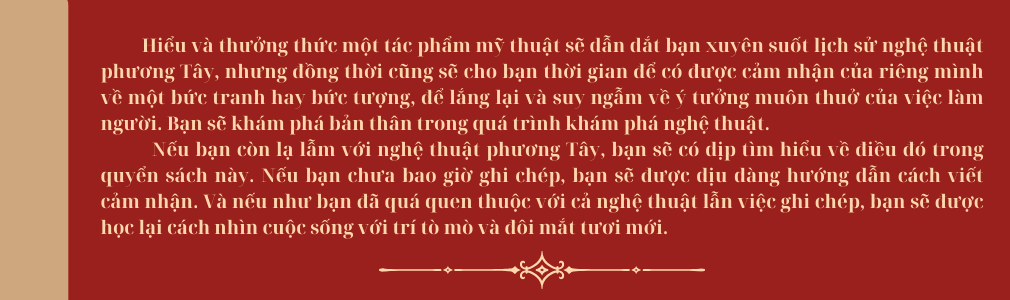 Hiểu và thưởng thức một tác phẩm mỹ thuật sẽ dẫn dắt bạn xuyên suốt lịch sử nghệ thuật
phương Tây, nhưng đồng thời cũng sẽ cho bạn thời gian để có được cảm nhận của riêng mình
về một bức tranh hay bức tượng, để lắng lại và suy ngẫm về ý tưởng muôn thuở của việc làm
người. Bạn sẽ khám phá bản thân trong quá trình khám phá nghệ thuật.
Nếu bạn còn lạ lẫm với nghệ thuật phương Tây, bạn sẽ có dịp tìm hiểu về điều đó trong
quyển sách này. Nếu bạn chưa bao giờ ghi chép, bạn sẽ được dịu dàng hướng dẫn cách viết
cảm nhận. Và nếu như bạn đã quá quen thuộc với cả nghệ thuật lẫn việc ghi chép, bạn sẽ được
học lại cách nhìn cuộc sống với trí tò mò và đôi mắt tươi mới.